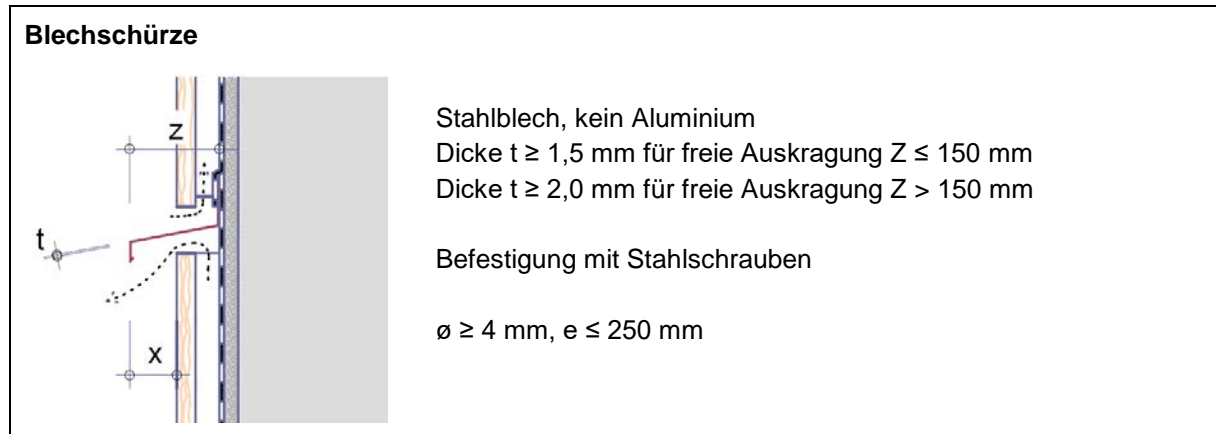 Blechschürze
z
t
x
Stahlblech, kein Aluminium
Dicke t ≥ 1,5 mm für freie Auskragung Z ≤ 150 mm
Dicke t ≥ 2,0 mm für freie Auskragung Z > 150 mm
Befestigung mit Stahlschrauben
ø ≥ 4 mm, e ≤ 250 mm